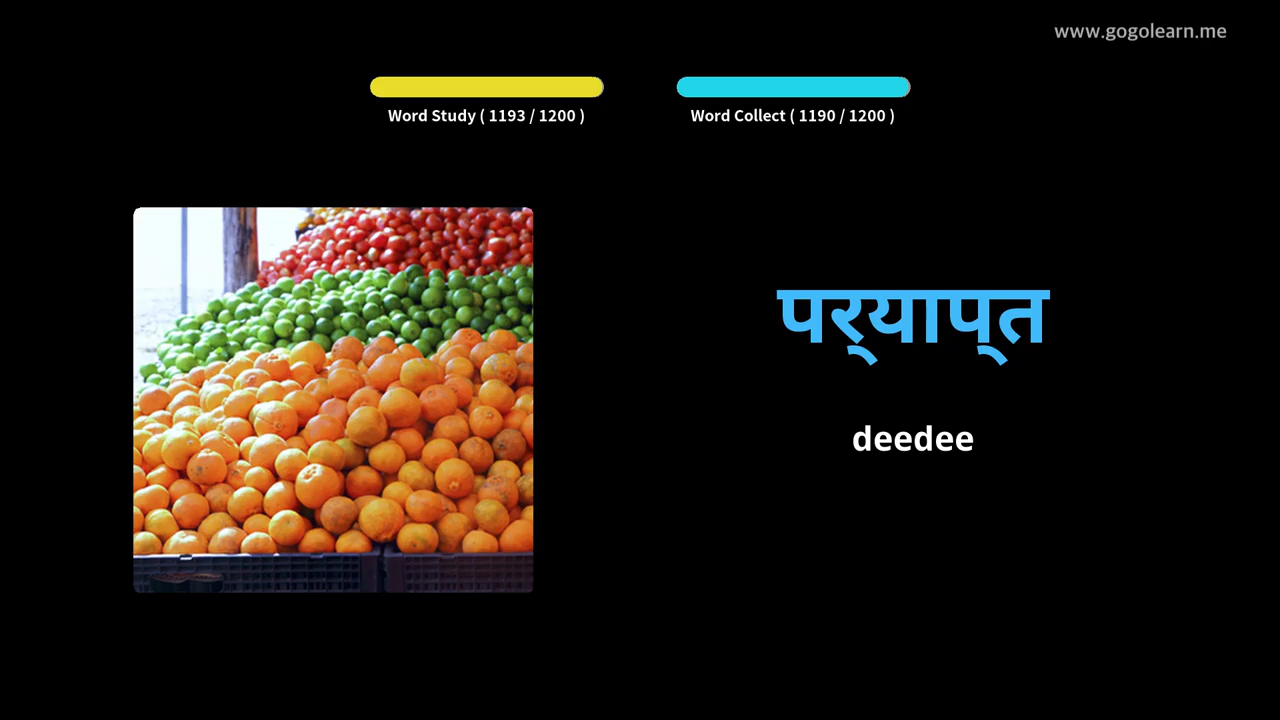 www.gogolearn.me
Word Study ( 1193 / 1200 )
Word Collect ( 1190 / 1200 )
पर्‌याप्‌त
deedee